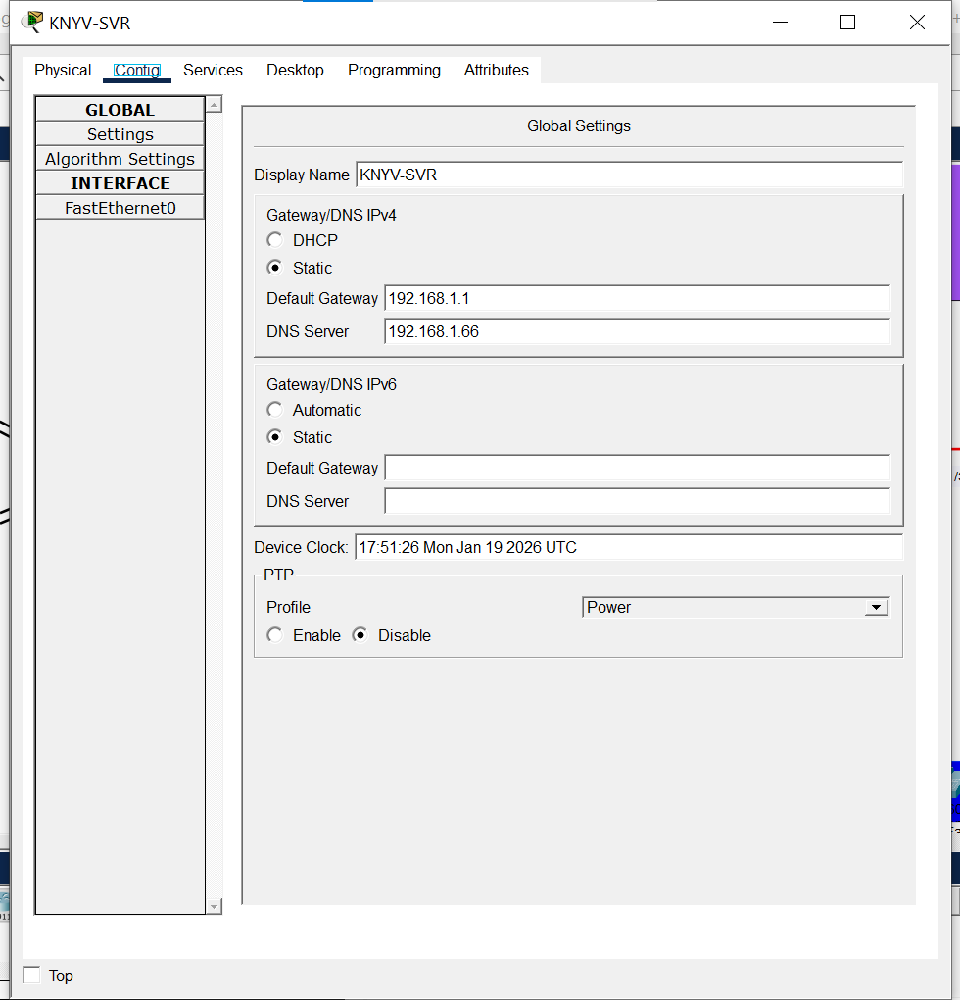 KNYV-SVR
Physical Config Services Desktop Programming Attributes
GLOBAL
Settings
Algorithm Settings
INTERFACE
FastEthernet0
Global Settings
Display Name KNYV-SVR
Gateway/DNS IPv4
DHCP
Static
Default Gateway 192.168.1.1
DNS Server 192.168.1.66
Gateway/DNS IPv6
Automatic
Static
Default Gateway
DNS Server
Device Clock: 17:51:26 Mon Jan 19 2026 UTC
PTP
Profile Power
Enable Disable
Top